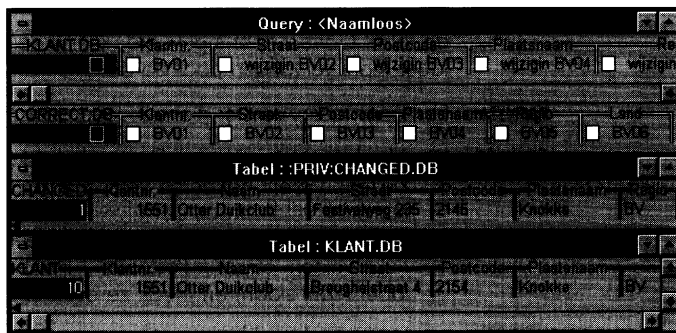 Query : <Naamloos>
KLANT.DB Klantnr Straat Postcode Plaatsnaam Re
BV01 wijzigin BV02 wijzigin BV03 wijzigin BV04 wijzigin
CORRECT.DB Klantnr Straat Postcode Plaatsnaam Regio Land
BV01 BV02 BV03 BV04 BV05 BV06
Tabel : :PRIV:CHANGED.DB
CHANGED Klantnr Naam Straat Postcode Plaatsnaam
1 1551 Otter Duikclub 2145 Knokke BV
Tabel : KLANT.DB
KLANT Klantnr Naam Straat Postcode Plaatsnaam
10 1551 Otter Duikclub Breughelstraat 4 2154 Knokke BV